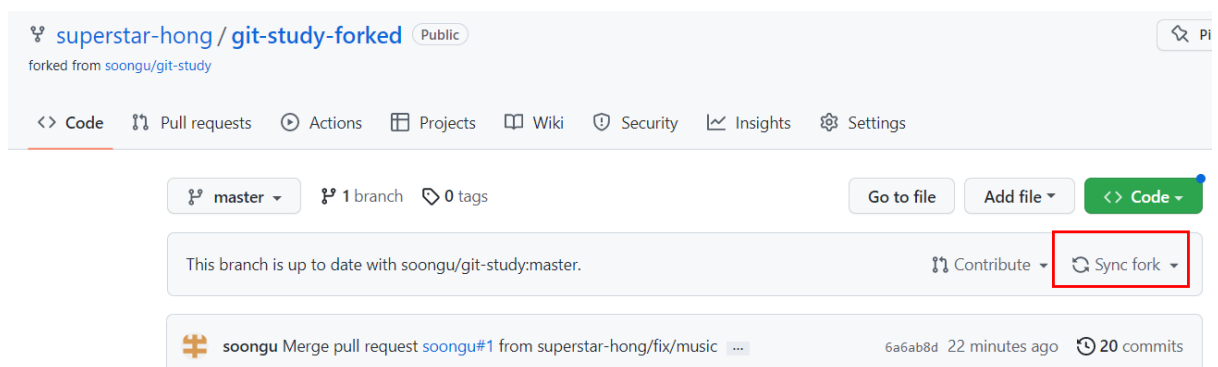 superstar-hong / git-study-forked Public
forked from soongu/git-study
<> Code Pull requests Actions Projects Wiki Security Insights Settings
master 1 branch 0 tags Go to file Add file <> Code
This branch is up to date with soongu/git-study:master. Contribute Sync fork
soongu Merge pull request soongu#1 from superstar-hong/fix/music ... 6a6ab8d 22 minutes ago 20 commits